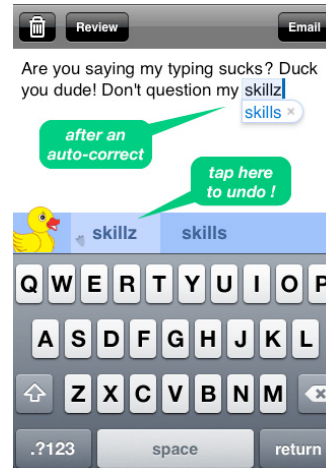 Review
Email
Are you saying my typing sucks? Duck
you dude! Don't question my skillz
skills ×
after an
auto-correct
tap here
to undo !
skillz skills
Q W E R T Y U I O P
A S D F G H J K L
Z X C V B N M
.?123 space return